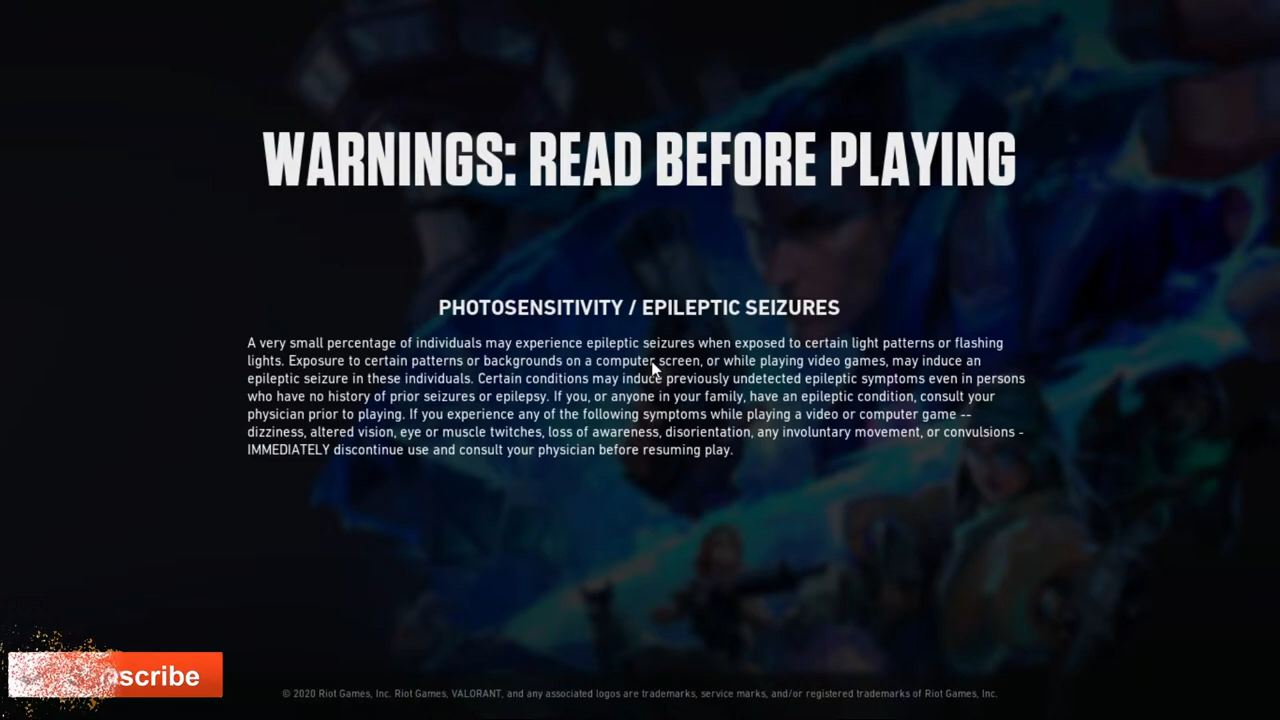 WARNINGS: READ BEFORE PLAYING
PHOTOSENSITIVITY / EPILEPTIC SEIZURES
A very small percentage of individuals may experience epileptic seizures when exposed to certain light patterns or flashing
lights. Exposure to certain patterns or backgrounds on a computer screen, or while playing video games, may induce an
epileptic seizure in these individuals. Certain conditions may induce previously undetected epileptic symptoms even in persons
who have no history of prior seizures or epilepsy. If you, or anyone in your family, have an epileptic condition, consult your
physician prior to playing. If you experience any of the following symptoms while playing a video or computer game --
dizziness, altered vision, eye or muscle twitches, loss of awareness, disorientation, any involuntary movement, or convulsions -
IMMEDIATELY discontinue use and consult your physician before resuming play.
scribe
© 2020 Riot Games, Inc. Riot Games, VALORANT, and any associated logos are trademarks, service marks, and/or registered trademarks of Riot Games, Inc.